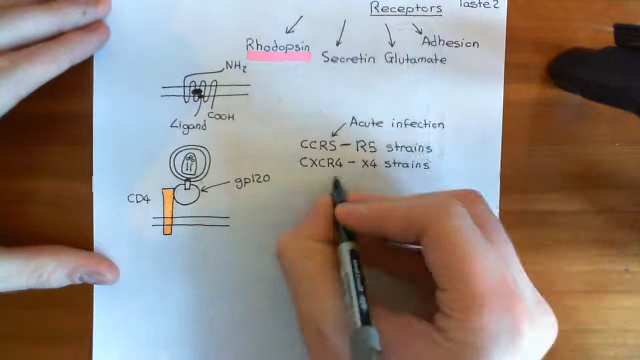 Receptors
Taste2
Rhodopsin
Secretin
Glutamate
Adhesion
NH2
COOH
Ligand
Acute infection
CCR5 - R5 strains
CXCR4 - X4 strains
gp120
CD4